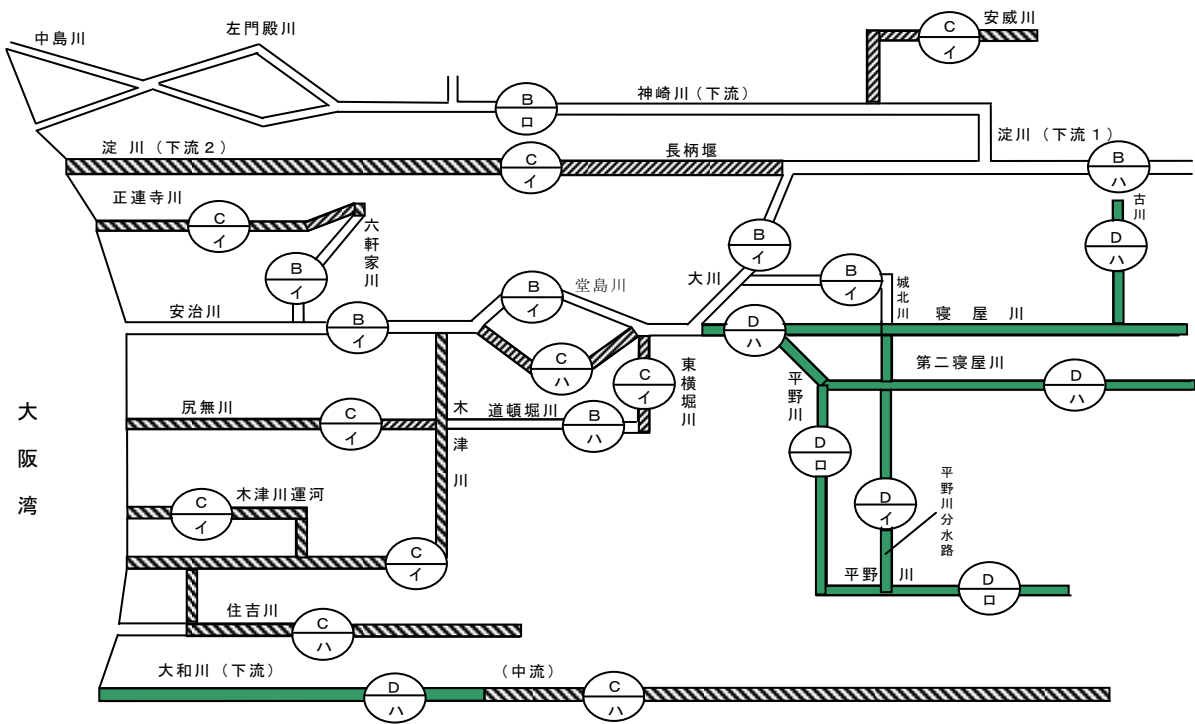 中島川
左門殿川
C
イ
安威川
B
ロ
神崎川(下流)
淀川(下流1)
淀川(下流2)
C
イ
長柄堰
B
ハ
正連寺川
C
イ
六軒家川
B
イ
古川
D
ハ
B
イ
大川
B
イ
城北川
堂島川
B
イ
安治川
B
イ
D
ハ
寝屋川
C
ハ
東横堀川
C
イ
平野川
第二寝屋川
D
ハ
大阪湾
尻無川
C
イ
木津川
道頓堀川
B
ハ
D
ロ
木津川運河
C
イ
D
イ
平野川分水路
C
イ
平野川
D
ロ
住吉川
C
ハ
大和川(下流)
D
ハ
(中流)
C
ハ